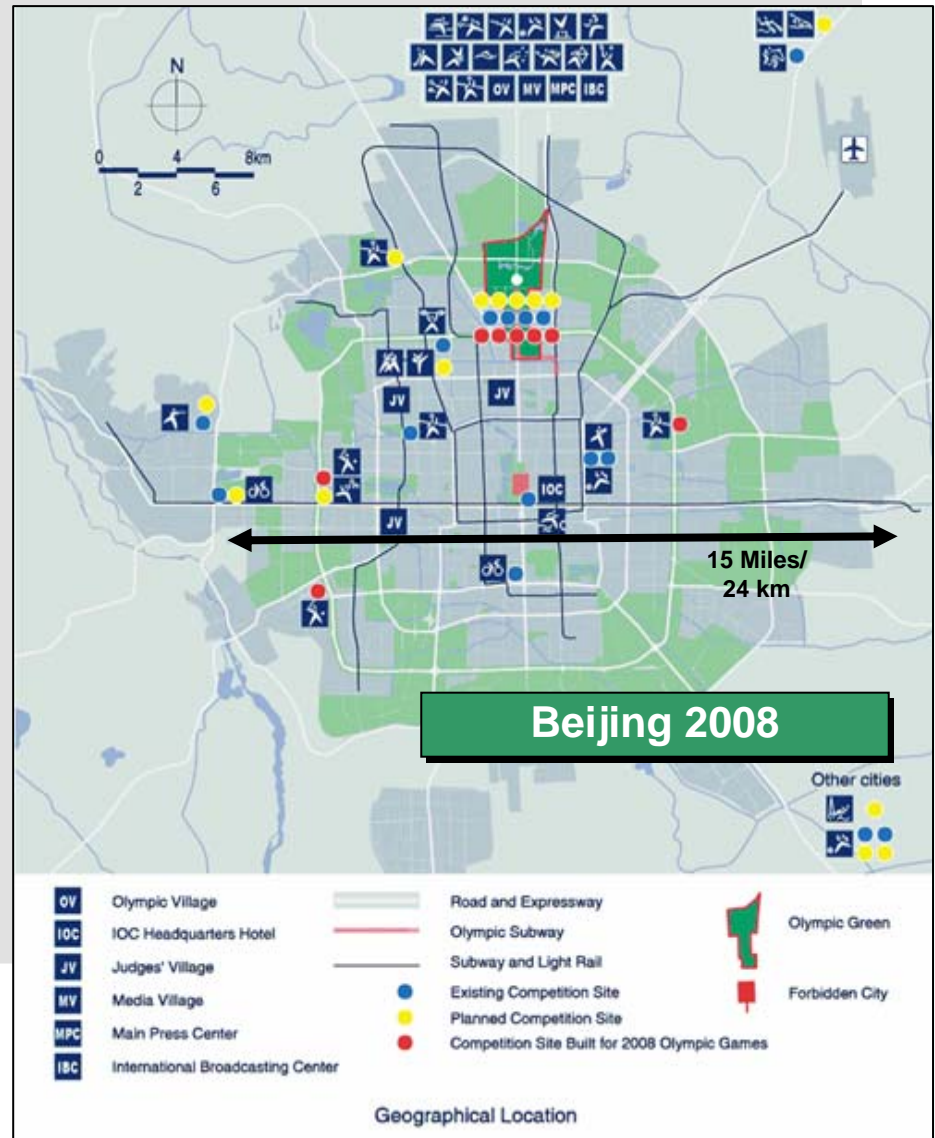 N
0 4 8km
2 6
OV MV MPC IBC
JV JV
IOC
JV
15 Miles/
24 km
Beijing 2008
Other cities
OV Olympic Village
IOC IOC Headquarters Hotel
JV Judges' Village
MV Media Village
MPC Main Press Center
IBC International Broadcasting Center
Road and Expressway
Olympic Subway
Subway and Light Rail
Existing Competition Site
Planned Competition Site
Competition Site Built for 2008 Olympic Games
Olympic Green
Forbidden City
Geographical Location